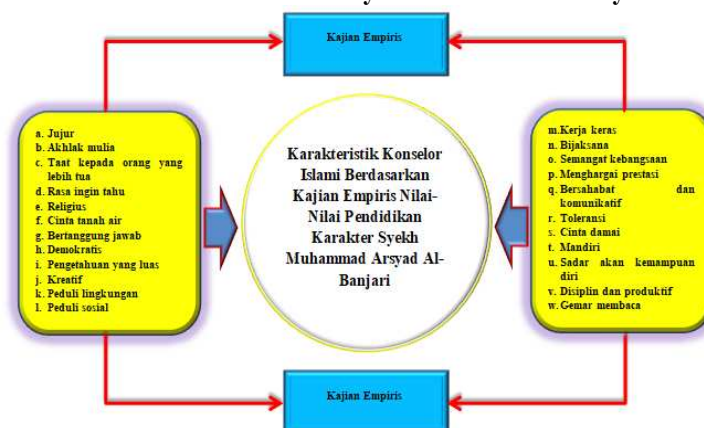 Kajian Empiris
a. Jujur
b. Akhlak mulia
c. Taat kepada orang yang
lebih tua
d. Rasa ingin tahu
e. Religius
f. Cinta tanah air
g. Bertanggung jawab
h. Demokratis
i. Pengetahuan yang luas
j. Kreatif
k. Peduli lingkungan
l. Peduli sosial
Karakteristik Konselor
Islami Berdasarkan
Kajian Empiris Nilai-
Nilai Pendidikan
Karakter Syekh
Muhammad Arsyad Al-
Banjari
m. Kerja keras
n. Bijaksana
o. Semangat kebangsaan
p. Menghargai prestasi
q. Bersahabat dan
komunikatif
r. Toleransi
s. Cinta damai
t. Mandiri
u. Sadar akan kemampuan
diri
v. Disiplin dan produktif
w. Gemar membaca
Kajian Empiris